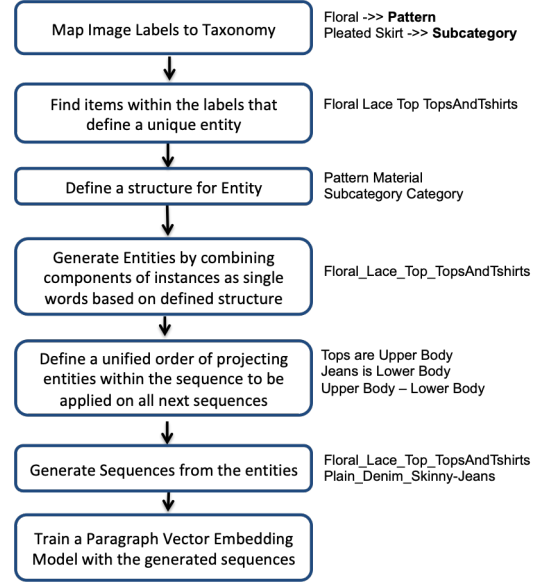 Map Image Labels to Taxonomy
Floral ->> Pattern
Pleated Skirt ->> Subcategory
Find items within the labels that
define a unique entity
Floral Lace Top TopsAndTshirts
Define a structure for Entity
Pattern Material
Subcategory Category
Generate Entities by combining
components of instances as single
words based on defined structure
Floral_Lace_Top_TopsAndTshirts
Define a unified order of projecting
entities within the sequence to be
applied on all next sequences
Tops are Upper Body
Jeans is Lower Body
Upper Body – Lower Body
Generate Sequences from the entities
Floral_Lace_Top_TopsAndTshirts
Plain_Denim_Skinny-Jeans
Train a Paragraph Vector Embedding
Model with the generated sequences